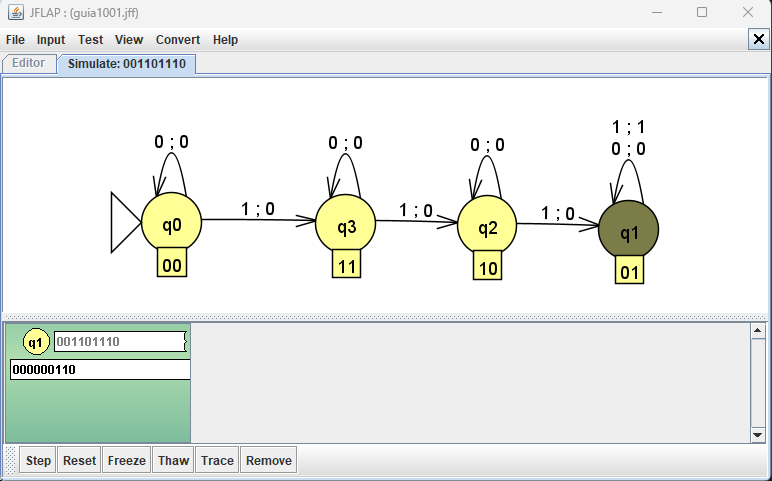 JFLAP : (guia1001.jff)
File Input Test View Convert Help
Editor Simulate: 001101110
1 ; 1
0 ; 0 0 ; 0 0 ; 0 0 ; 0
1 ; 0 1 ; 0 1 ; 0
q0 q3 q2 q1
00 11 10 01
q1 001101110
000000110
Step Reset Freeze Thaw Trace Remove